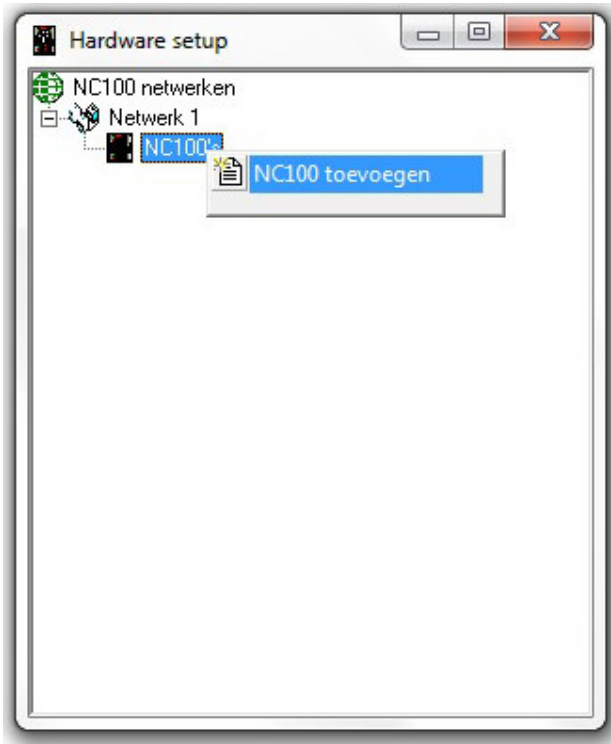 Hardware setup
NC100 netwerken
Netwerk 1
NC100's
NC100 toevoegen